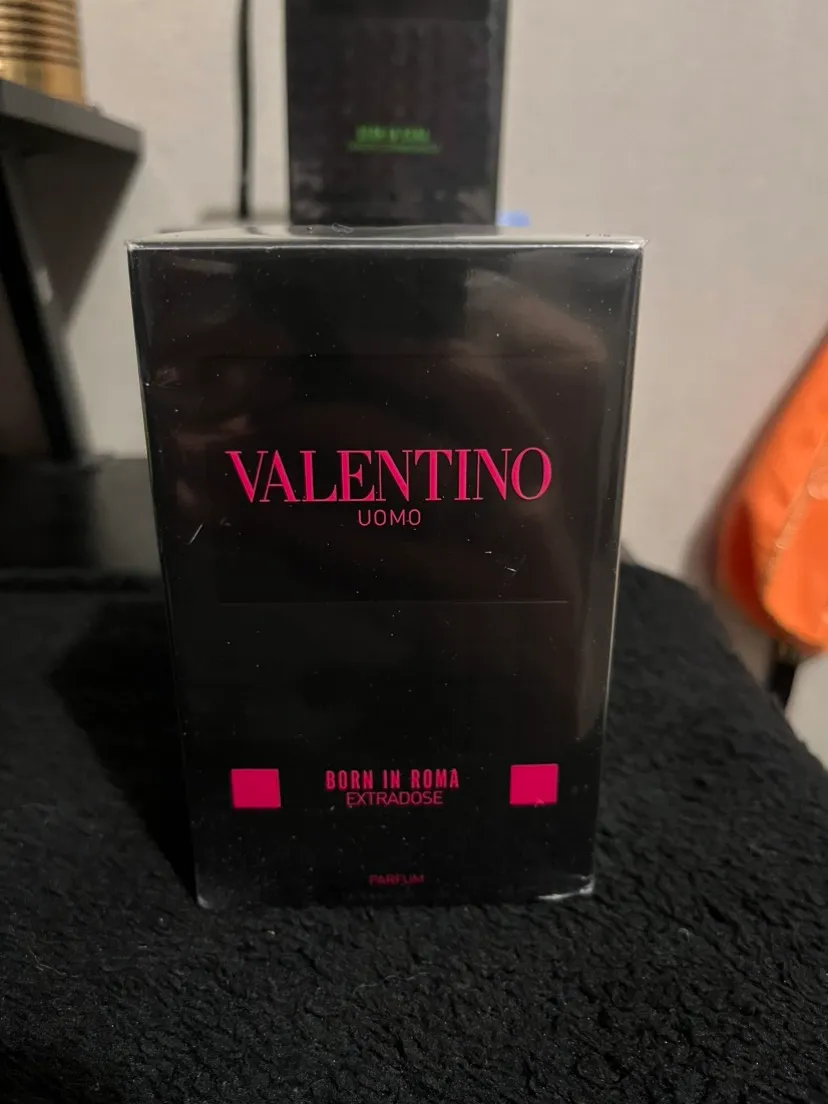 VALENTINO
UOMO
BORN IN ROMA
EXTRADOSE
PARFUM